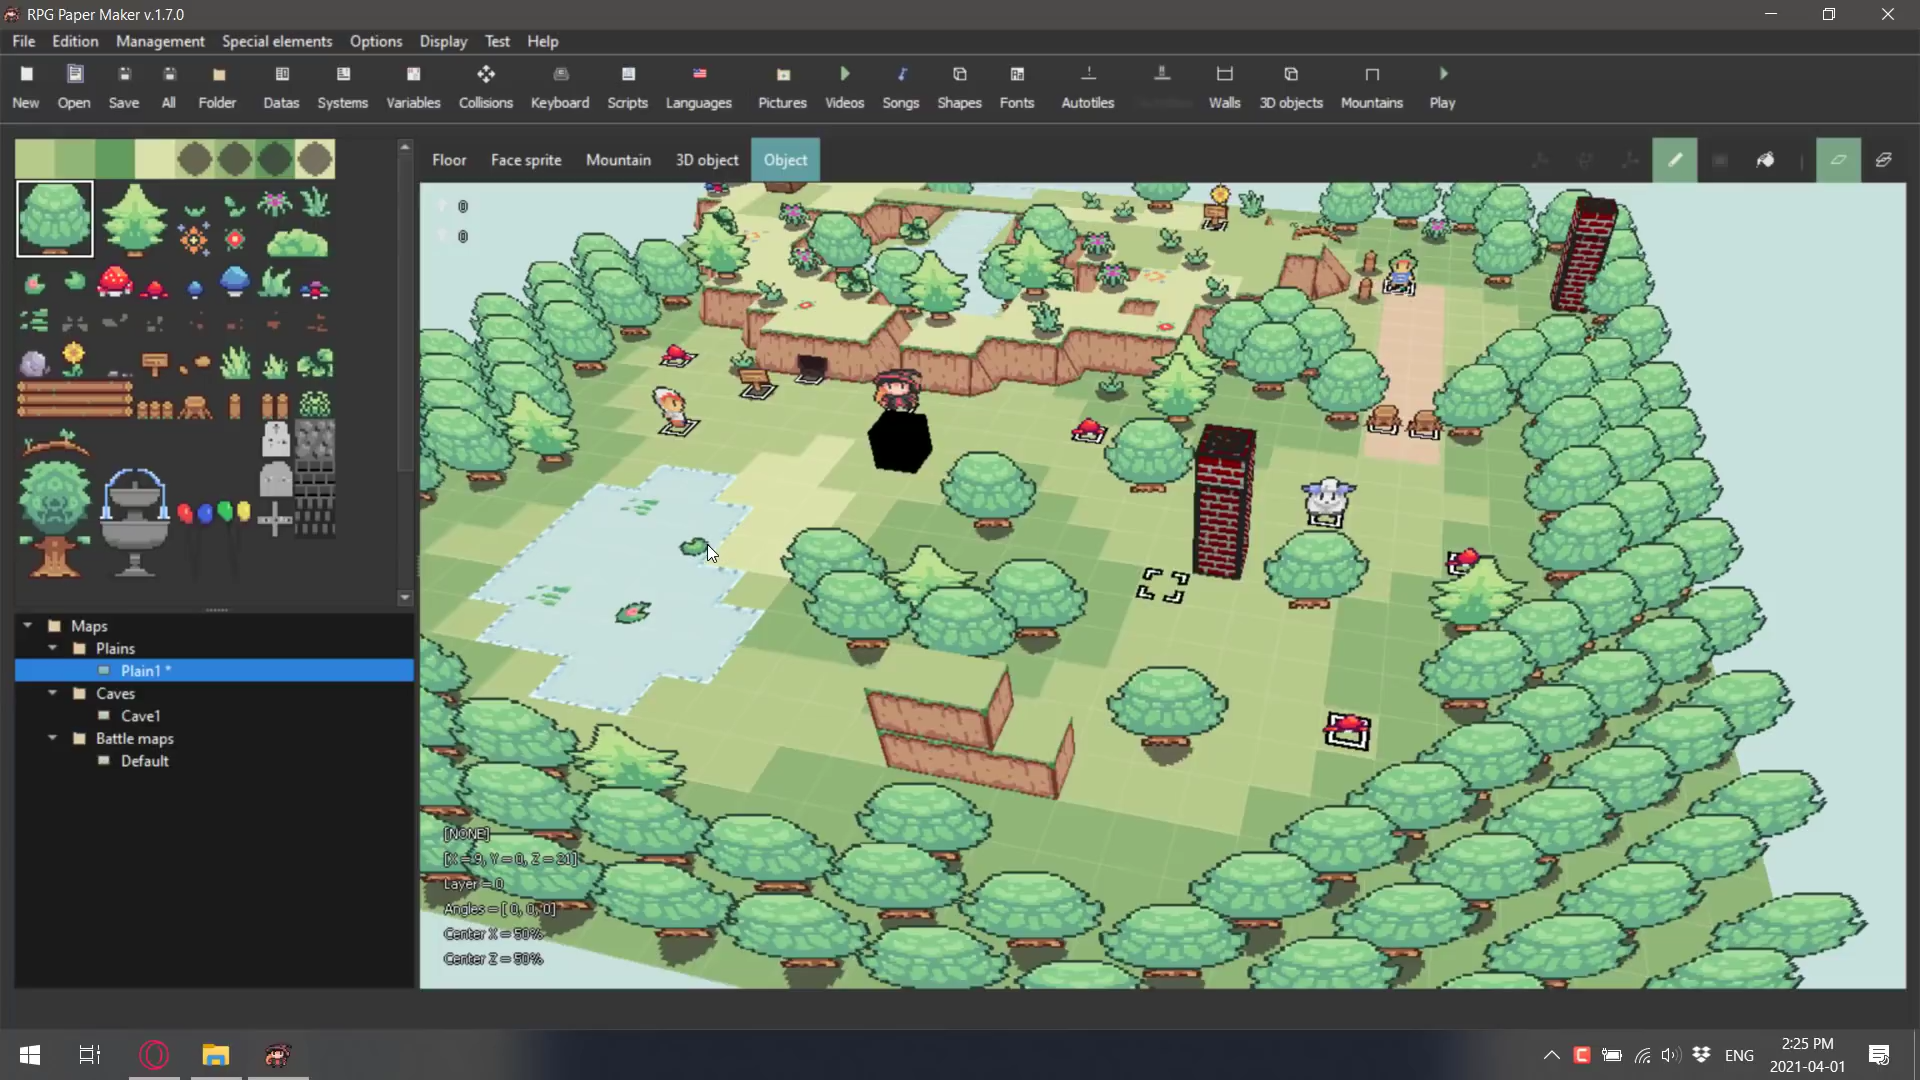 RPG Paper Maker v.1.7.0
File Edition Management Special elements Options Display Test Help
New Open Save All Folder Datas Systems Variables Collisions Keyboard Scripts Languages Pictures Videos Songs Shapes Fonts Autotiles Walls 3D objects Mountains Play
Floor Face sprite Mountain 3D object Object
0
0
Maps
Plains
Plain1 *
Caves
Cave1
Battle maps
Default
[NONE]
[X = 9, Y = 0, Z = 21]
Layer = 0
Angles = [ 0, 0, 0]
Center X = 50%
Center Z = 50%
ENG
2:25 PM
2021-04-01